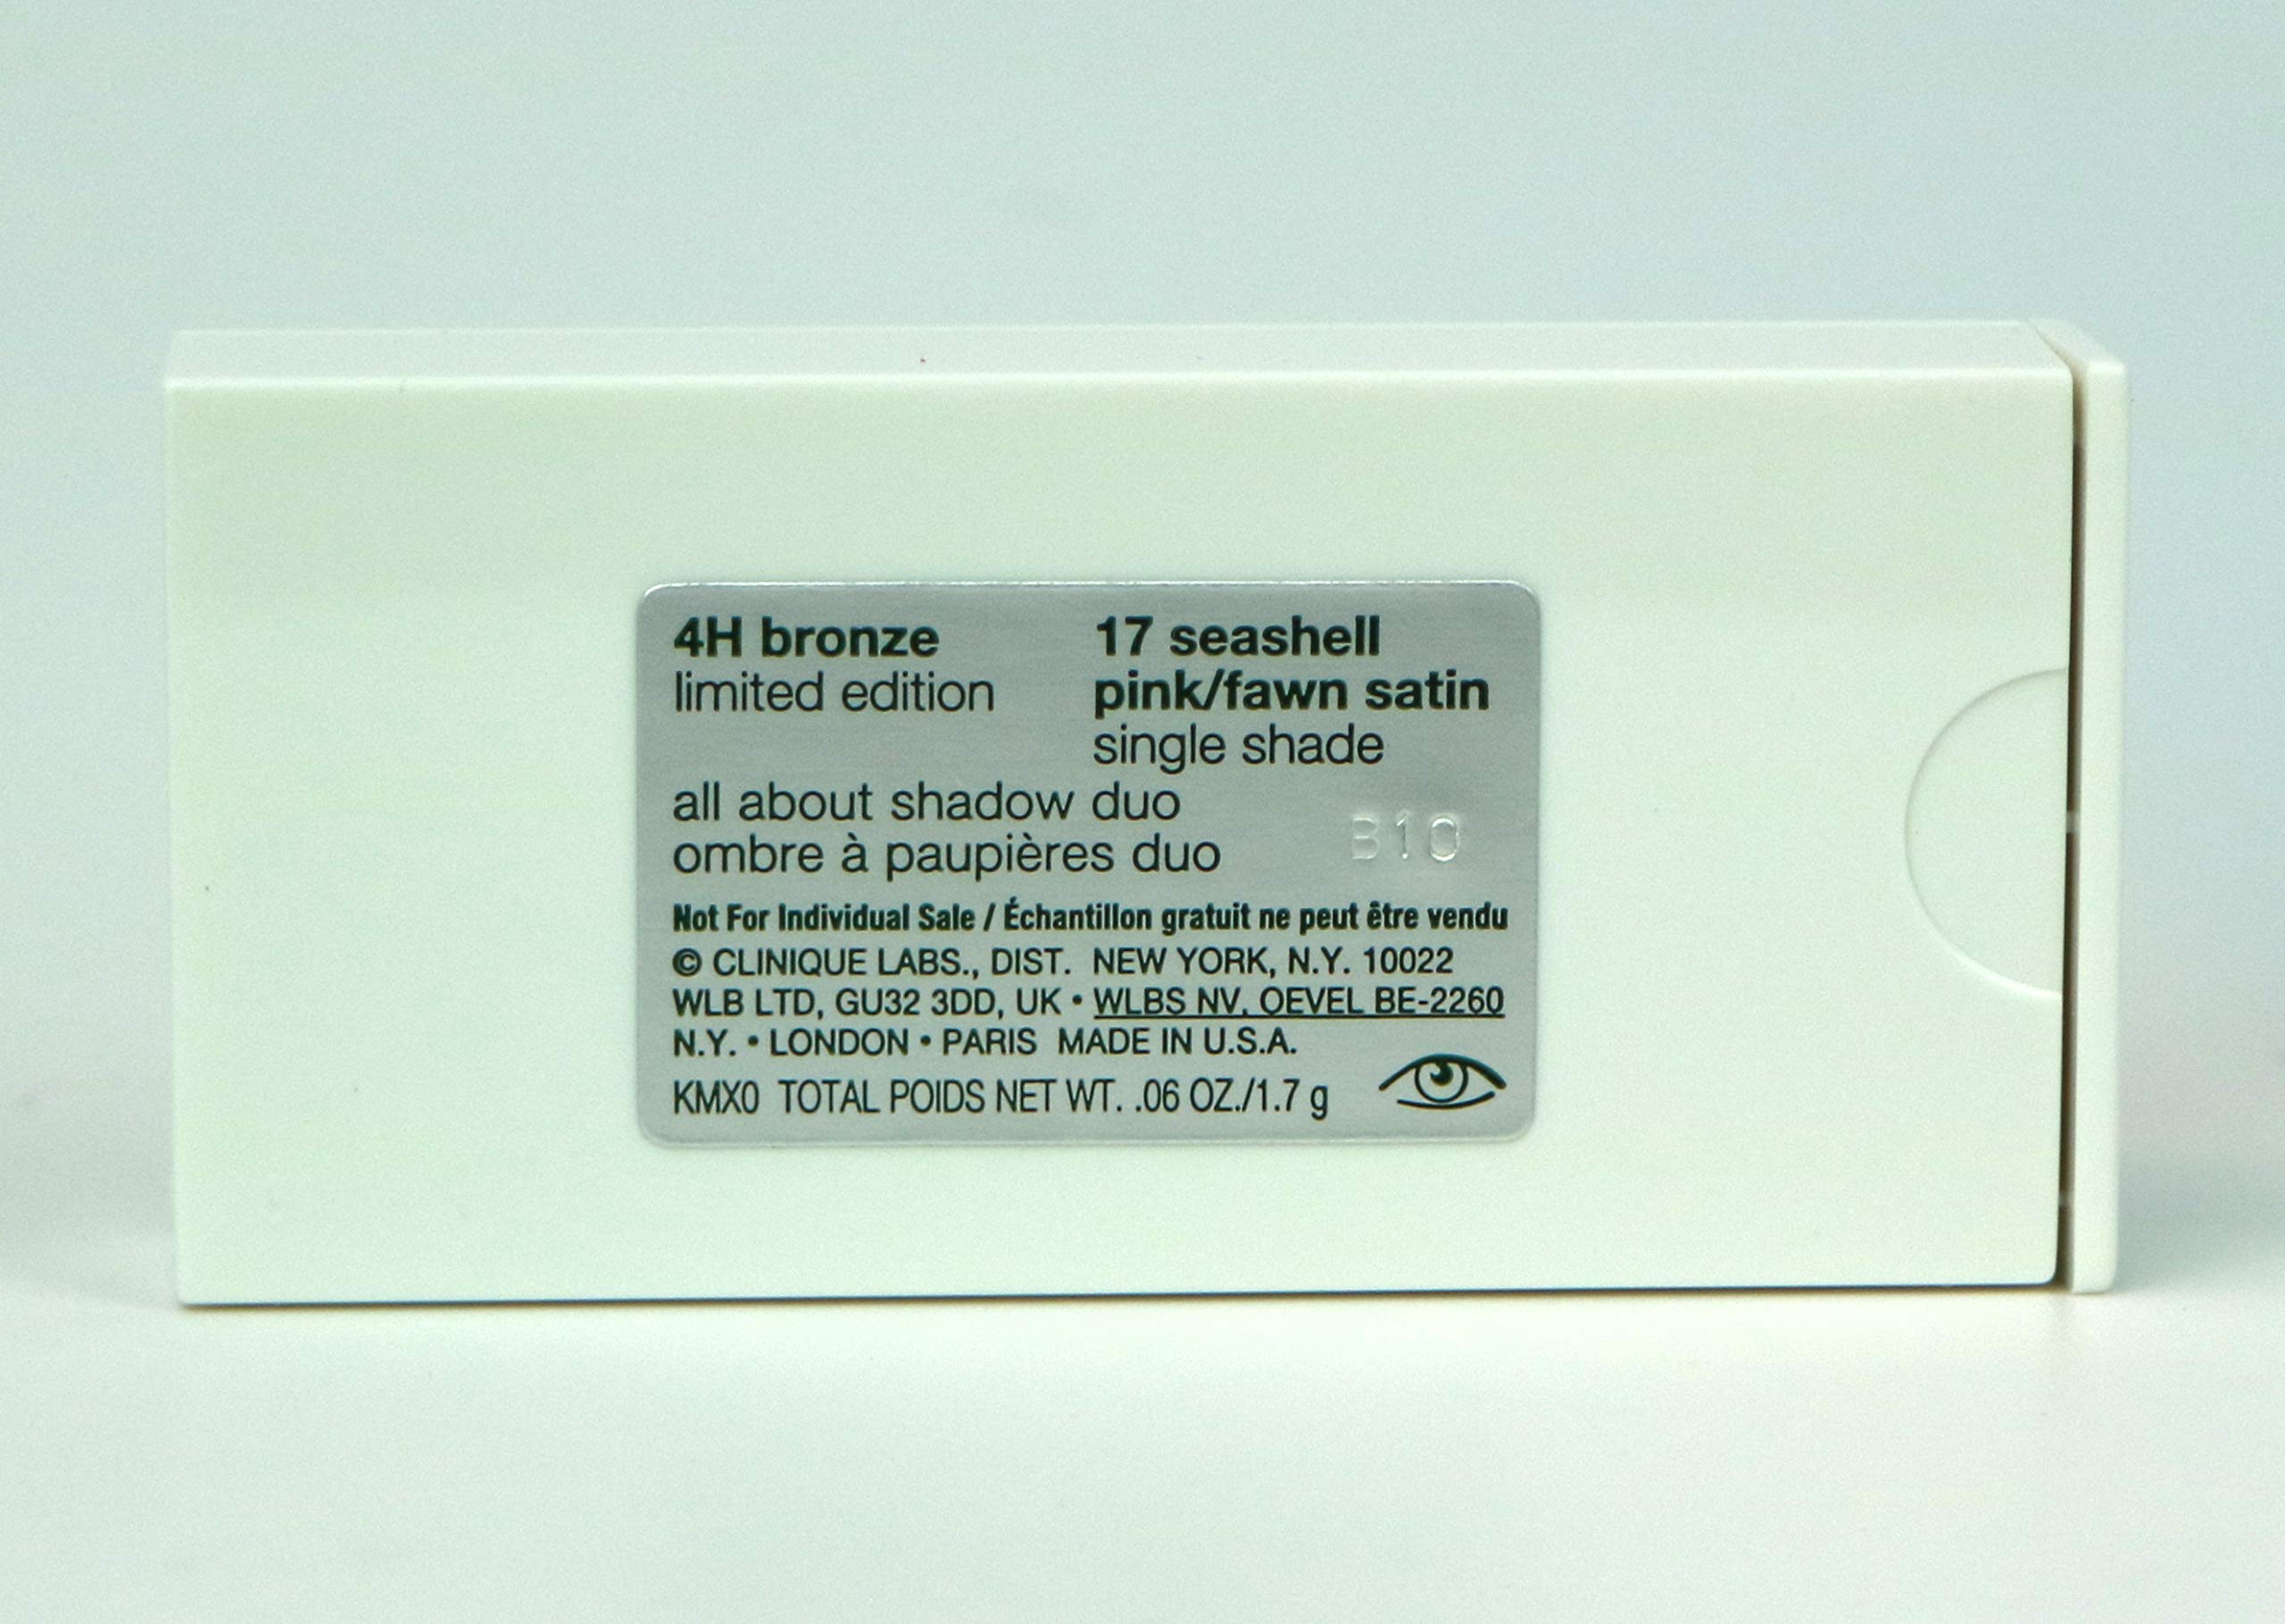 4H bronze
limited edition
17 seashell
pink/fawn satin
single shade
all about shadow duo
ombre à paupières duo
B10
Not For Individual Sale / Échantillon gratuit ne peut être vendu
© CLINIQUE LABS., DIST. NEW YORK, N.Y. 10022
WLB LTD, GU32 3DD, UK • WLBS NV, OEVEL BE-2260
N.Y. • LONDON • PARIS MADE IN U.S.A.
KMX0 TOTAL POIDS NET WT. .06 OZ./1.7 g